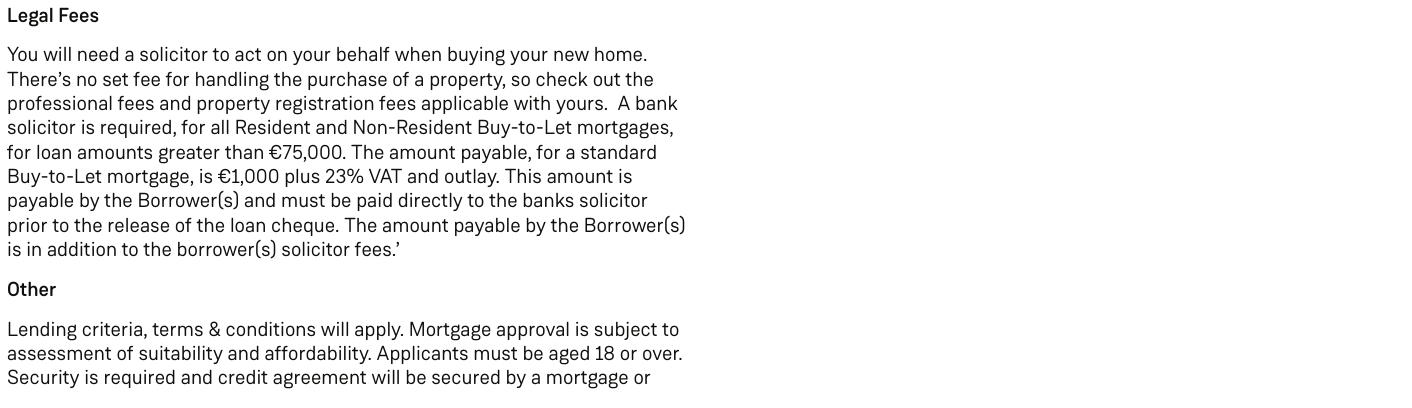 Legal Fees
You will need a solicitor to act on your behalf when buying your new home.
There’s no set fee for handling the purchase of a property, so check out the
professional fees and property registration fees applicable with yours.  A bank
solicitor is required, for all Resident and Non-Resident Buy-to-Let mortgages,
for loan amounts greater than €75,000. The amount payable, for a standard
Buy-to-Let mortgage, is €1,000 plus 23% VAT and outlay. This amount is
payable by the Borrower(s) and must be paid directly to the banks solicitor
prior to the release of the loan cheque. The amount payable by the Borrower(s)
is in addition to the borrower(s) solicitor fees.’
Other
Lending criteria, terms & conditions will apply. Mortgage approval is subject to
assessment of suitability and affordability. Applicants must be aged 18 or over.
Security is required and credit agreement will be secured by a mortgage or